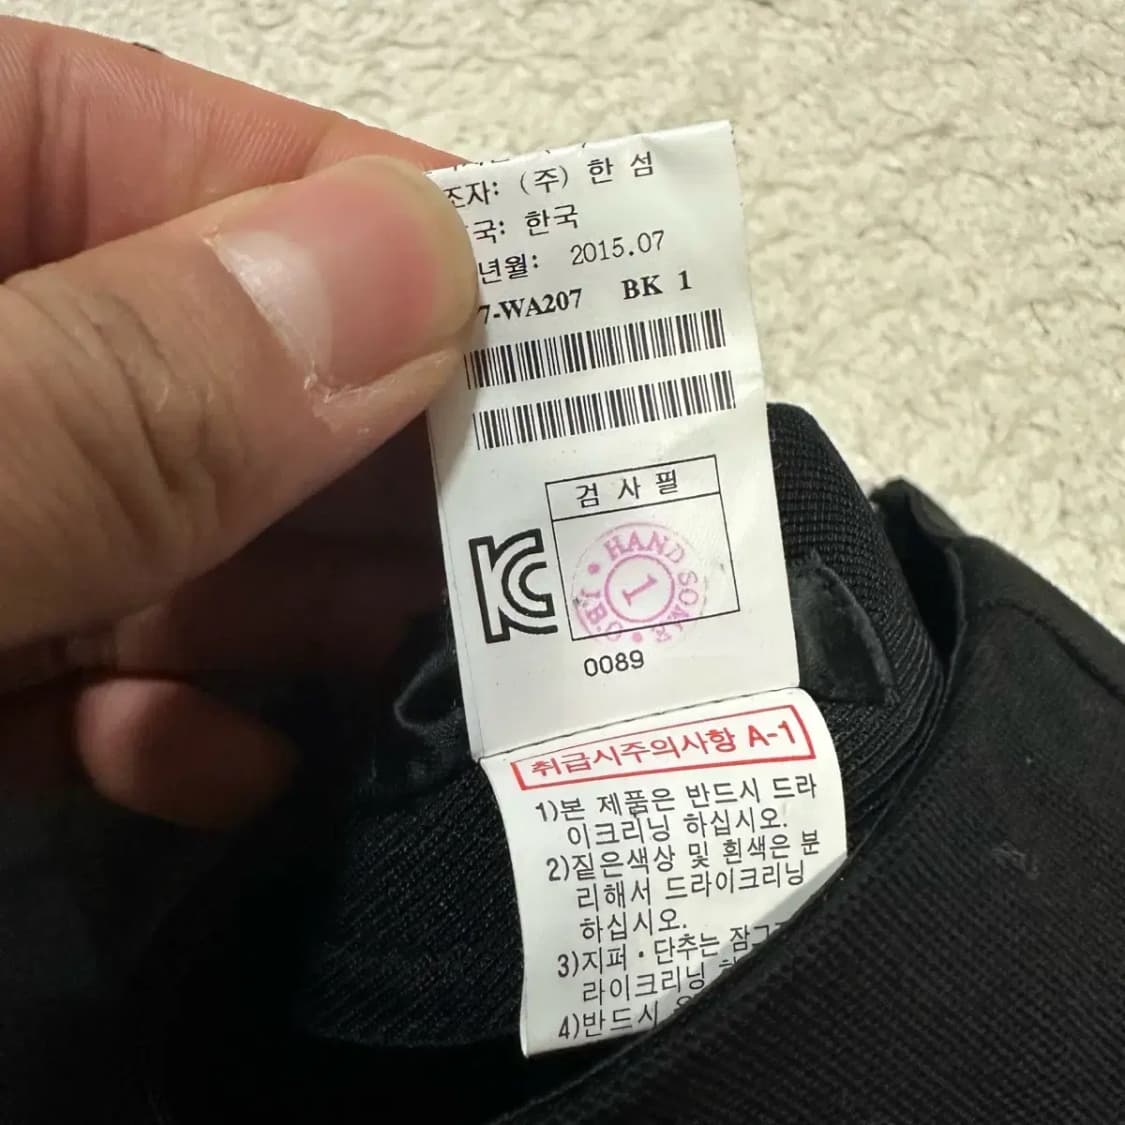 조자: (주) 한 섬
국: 한국
년월: 2015.07
7-WA207 BK 1
검 사 필
HANDSOME
1
KC
0089
취급시주의사항 A-1
1)본 제품은 반드시 드라
이크리닝 하십시오.
2)짙은색상 및 흰색은 분
리해서 드라이크리닝
하십시오.
3)지퍼·단추는 잠그
라이크리닝
4)반드시